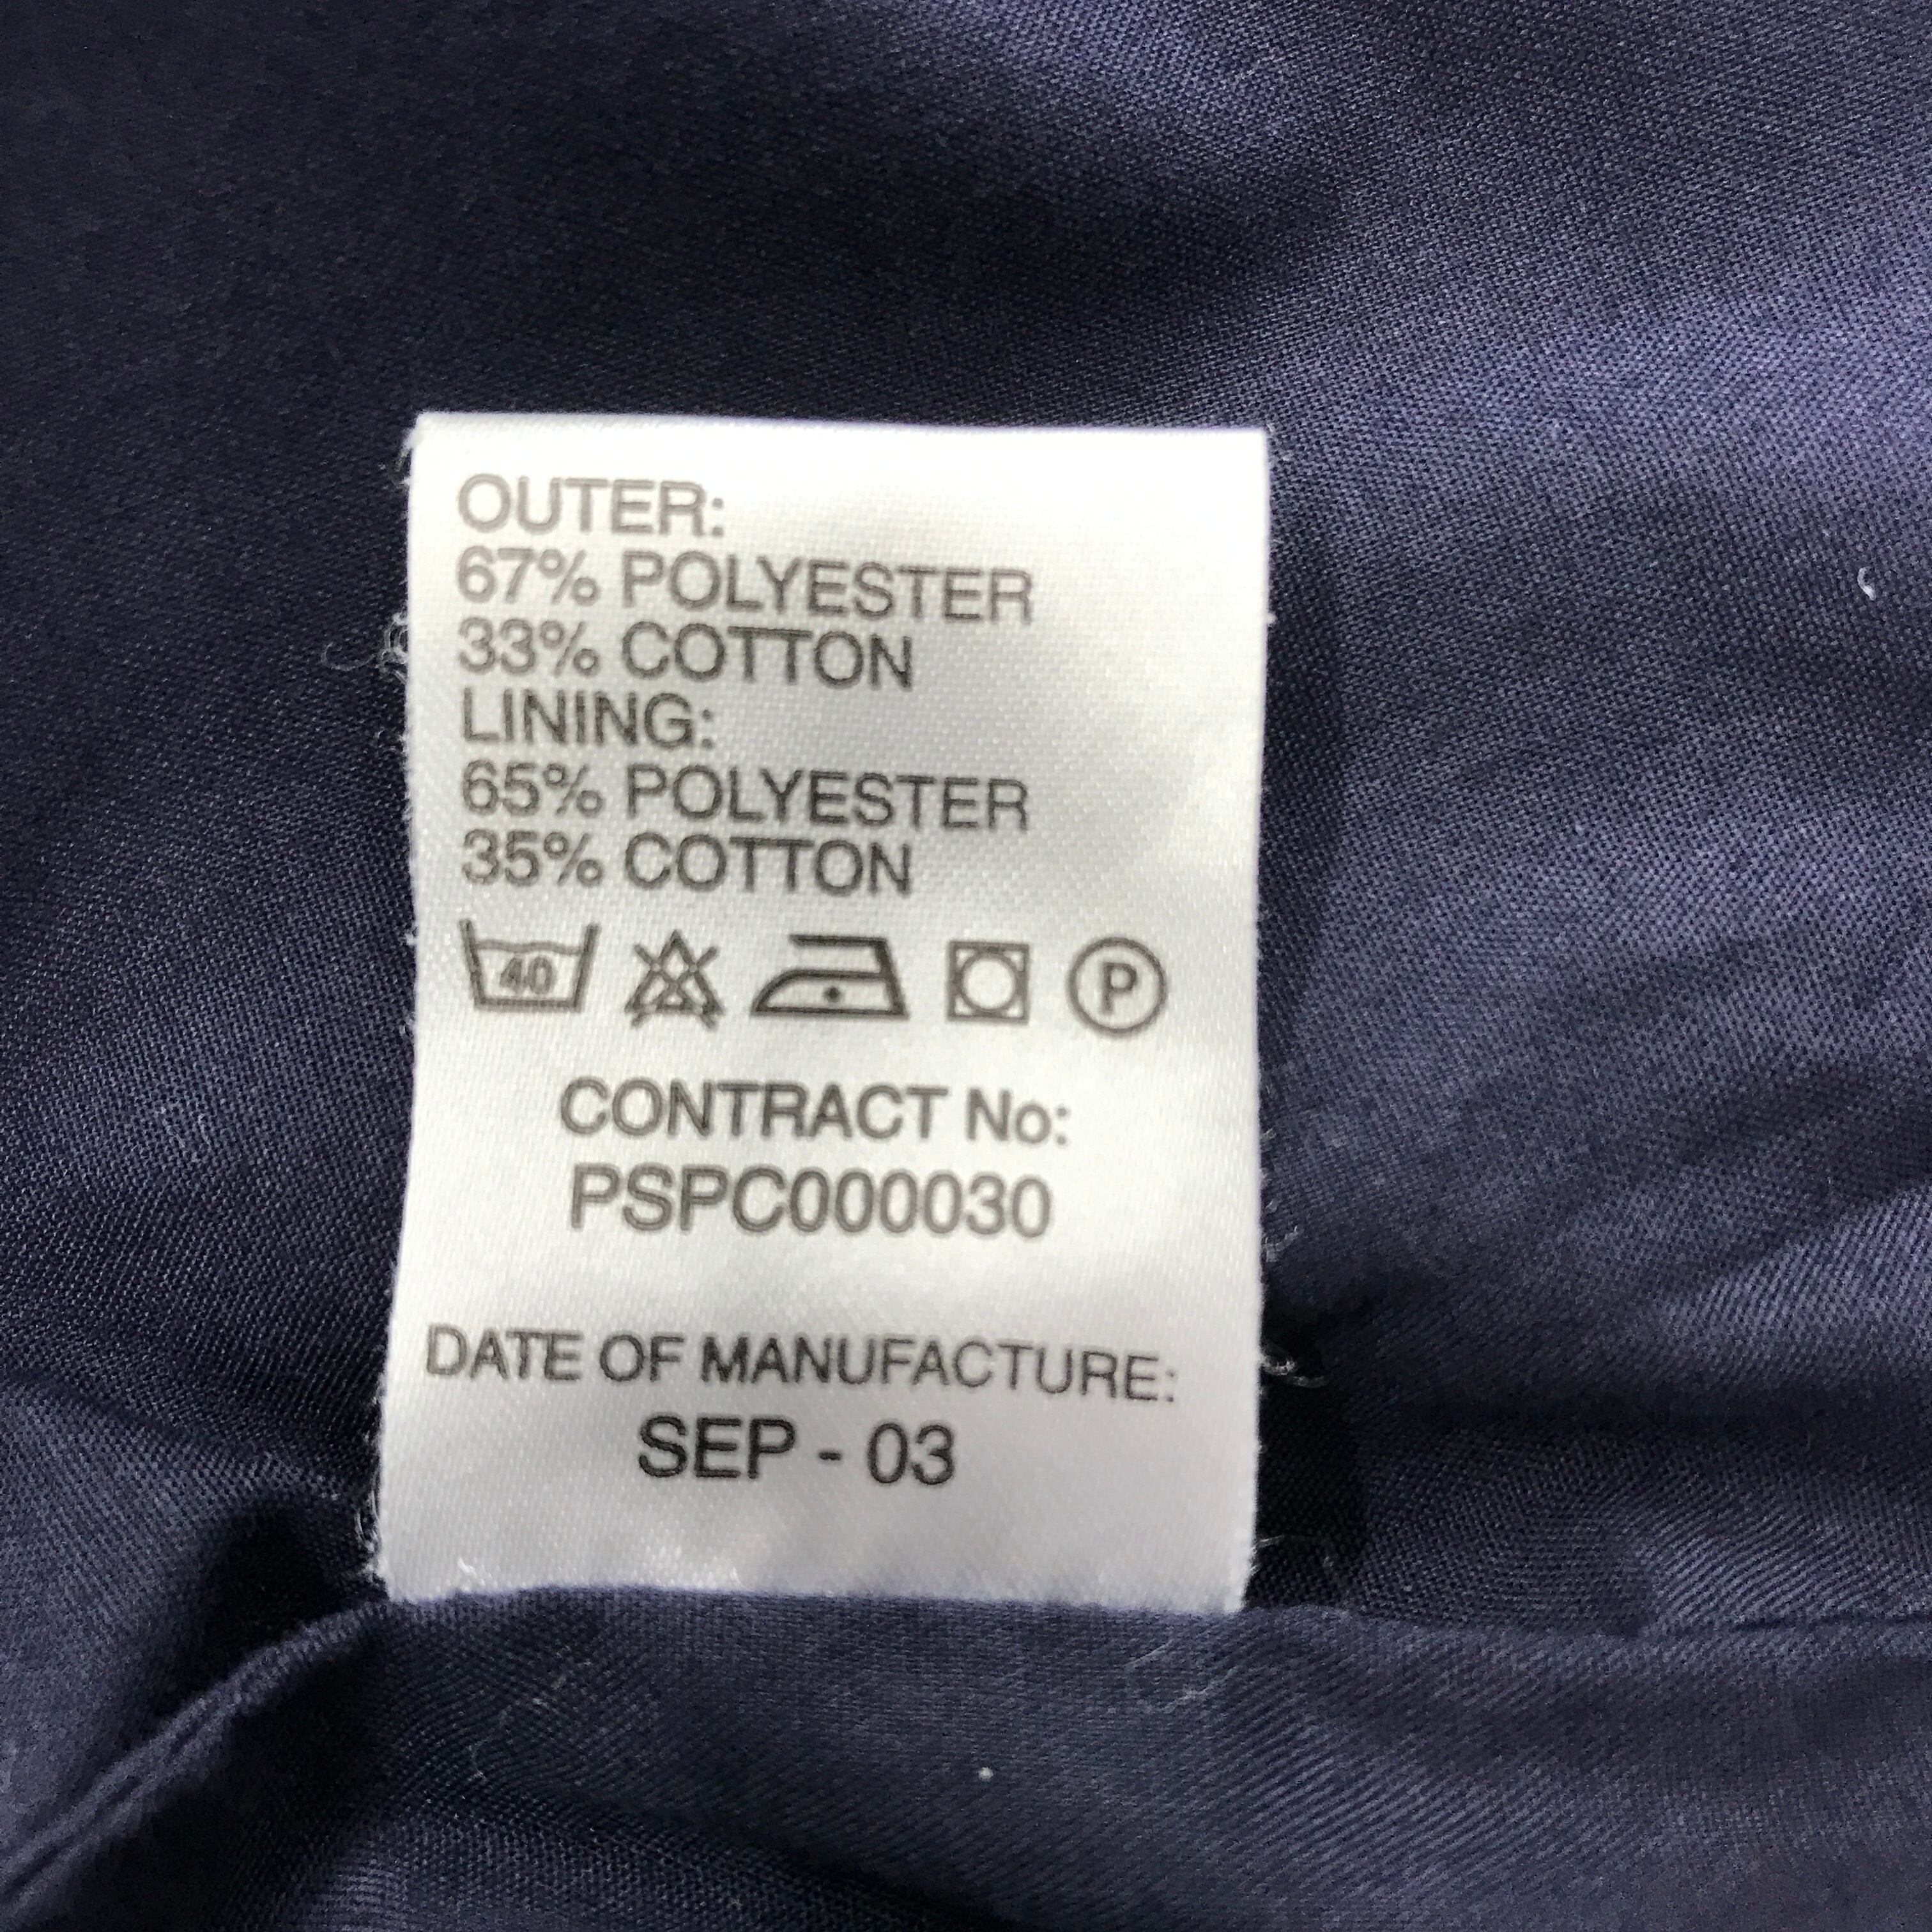 OUTER:
67% POLYESTER
33% COTTON
LINING:
65% POLYESTER
35% COTTON
40 P
CONTRACT No:
PSPC000030
DATE OF MANUFACTURE:
SEP - 03